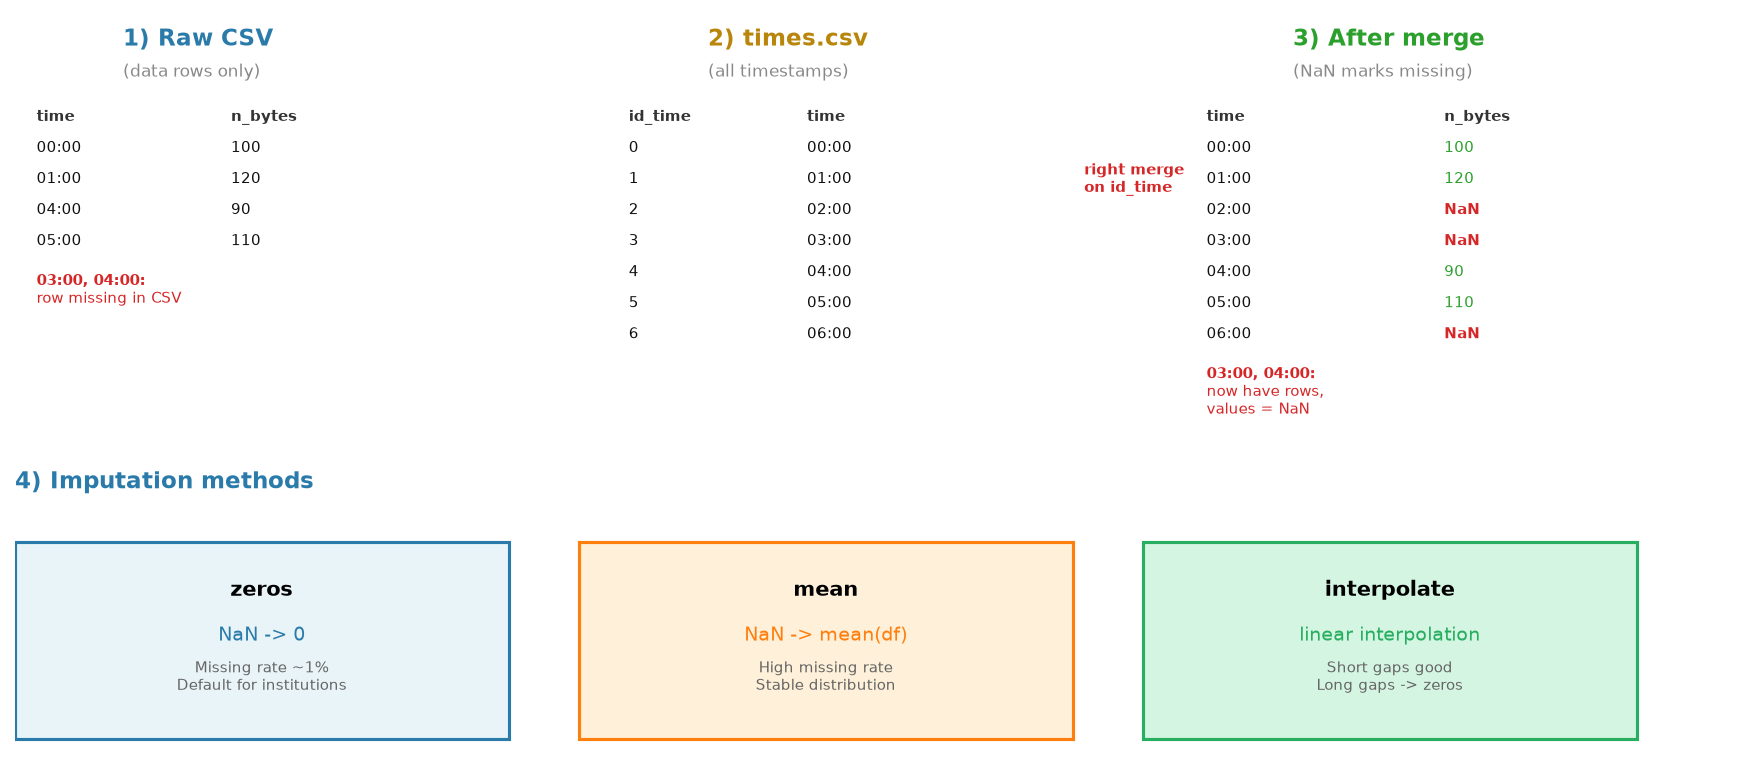 1) Raw CSV
(data rows only)
time n_bytes
00:00 100
01:00 120
04:00 90
05:00 110
03:00, 04:00:
row missing in CSV
2) times.csv
(all timestamps)
id_time time
0 00:00
1 01:00
2 02:00
3 03:00
4 04:00
5 05:00
6 06:00
right merge
on id_time
3) After merge
(NaN marks missing)
time n_bytes
00:00 100
01:00 120
02:00 NaN
03:00 NaN
04:00 90
05:00 110
06:00 NaN
03:00, 04:00:
now have rows,
values = NaN
4) Imputation methods
zeros
NaN -> 0
Missing rate ~1%
Default for institutions
mean
NaN -> mean(df)
High missing rate
Stable distribution
interpolate
linear interpolation
Short gaps good
Long gaps -> zeros